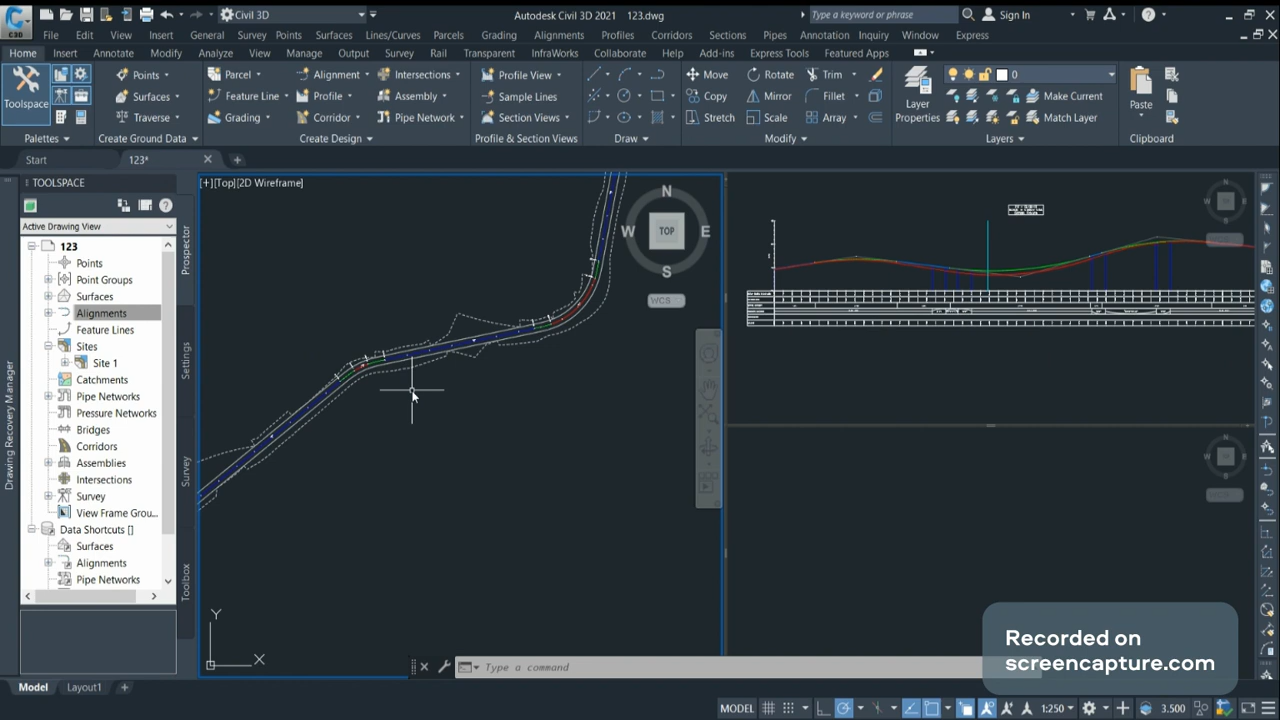 C3D
Civil 3D
Autodesk Civil 3D 2021 123.dwg
Type a keyword or phrase
Sign In
File Edit View Insert General Survey Points Surfaces Lines/Curves Parcels Grading Alignments Profiles Corridors Sections Pipes Annotation Inquiry Window Express
Home Insert Annotate Modify Analyze View Manage Output Survey Rail Transparent InfraWorks Collaborate Help Add-ins Express Tools Featured Apps
Toolspace
Points
Surfaces
Traverse
Parcel
Feature Line
Grading
Alignment
Profile
Corridor
Intersections
Assembly
Pipe Network
Profile View
Sample Lines
Section Views
Move
Copy
Stretch
Rotate
Mirror
Scale
Trim
Fillet
Array
Layer
Properties
0
Make Current
Match Layer
Paste
Palettes
Create Ground Data
Create Design
Profile & Section Views
Draw
Modify
Layers
Clipboard
Start
123*
TOOLSPACE
Active Drawing View
123
Points
Point Groups
Surfaces
Alignments
Feature Lines
Sites
Site 1
Catchments
Pipe Networks
Pressure Networks
Bridges
Corridors
Assemblies
Intersections
Survey
View Frame Grou...
Data Shortcuts []
Surfaces
Alignments
Pipe Networks
Prospector
Settings
Survey
Toolbox
Drawing Recovery Manager
[+][Top][2D Wireframe]
N
W
TOP
E
S
WCS
Y
X
Type a command
Recorded on
screencapture.com
Model Layout1
MODEL
1:250
3.500